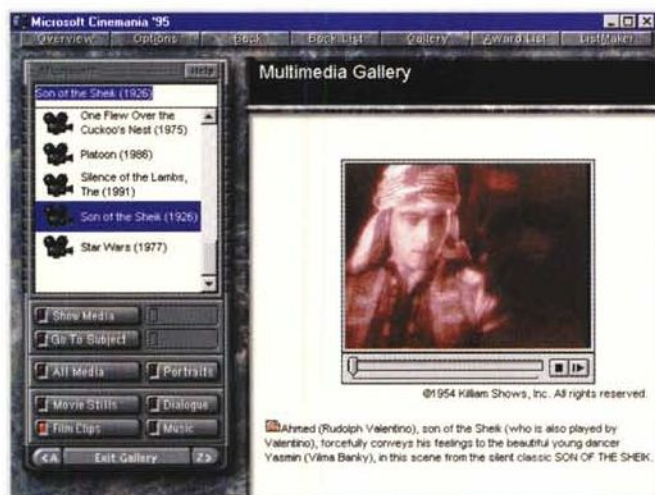 Microsoft Cinemania '95
Overview Options Back Back List Gallery Award List ListMaker
Help
Son of the Sheik (1926)
One Flew Over the
Cuckoo's Nest (1975)
Platoon (1986)
Silence of the Lambs,
The (1991)
Son of the Sheik (1926)
Star Wars (1977)
Show Media
Go To Subject
All Media Portraits
Movie Stills Dialogue
Film Clips Music
<A Exit Gallery Z>
Multimedia Gallery
©1954 Killiam Shows, Inc. All rights reserved.
Ahmed (Rudolph Valentino), son of the Sheik (who is also played by
Valentino), forcefully conveys his feelings to the beautiful young dancer
Yasmin (Vilma Banky), in this scene from the silent classic SON OF THE SHEIK.